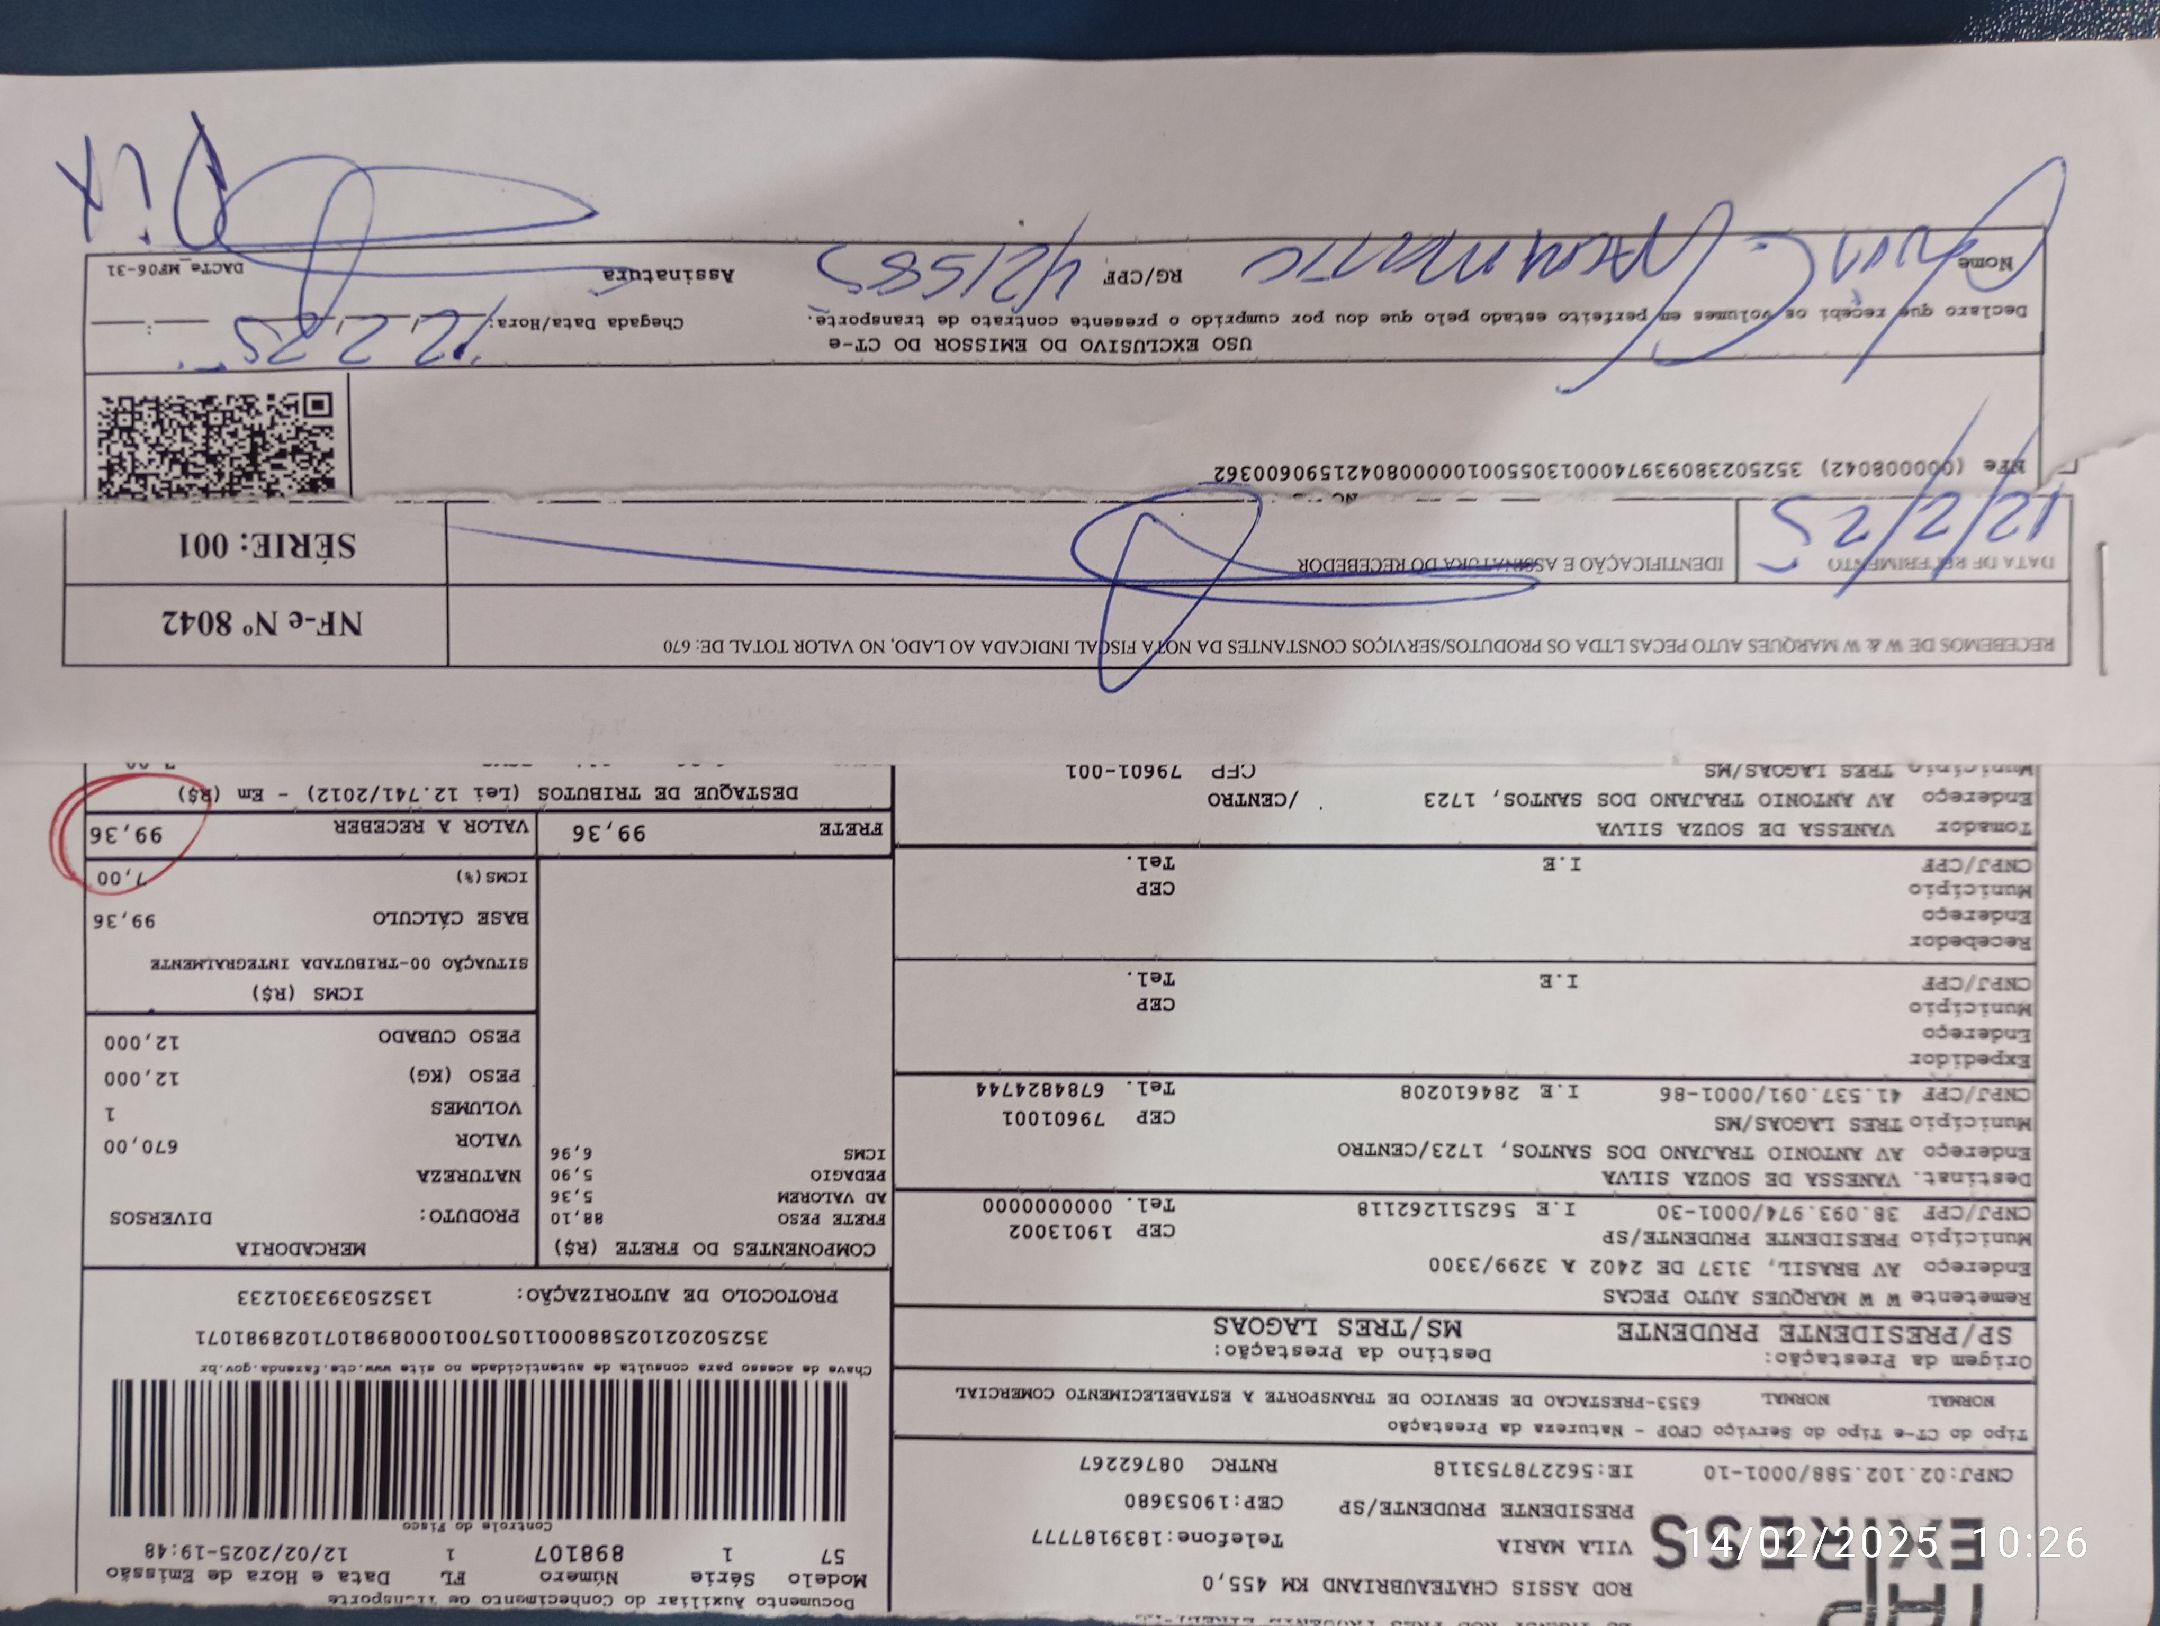 EXPRESS
ROD ASSIS CHATEAUBRIAND KM 455,0
VILA MARIA Telefone:1839187777
PRESIDENTE PRUDENTE/SP CEP:19053680
CNPJ:02.102.588/0001-10 IE:562278753118 RNTRC 08762267
Tipo do CT-e Tipo do Serviço CFOP - Natureza da Prestação
NORMAL NORMAL 6353-PRESTACAO DE SERVICO DE TRANSPORTE A ESTABELECIMENTO COMERCIAL
Origem da Prestação: Destino da Prestação:
SP/PRESIDENTE PRUDENTE MS/TRES LAGOAS
Documento Auxiliar do Conhecimento de Transporte
Modelo Série Número FL Data e Hora de Emissão
57 1 898107 1 12/02/2025-19:48
Controle do Fisco
Chave de acesso para consulta de autenticidade no site www.cte.fazenda.gov.br
35250202102588000110570010008981071028981071
PROTOCOLO DE AUTORIZAÇÃO: 135250393301233
Remetente W W MARQUES AUTO PECAS
Endereço AV BRASIL, 3137 DE 2402 A 3299/3300
Município PRESIDENTE PRUDENTE/SP CEP 19013002
CNPJ/CPF 38.093.974/0001-30 I.E 562511262118 Tel. 00000000000
Destinat. VANESSA DE SOUZA SILVA
Endereço AV ANTONIO TRAJANO DOS SANTOS, 1723/CENTRO
Município TRES LAGOAS/MS CEP 79601001
CNPJ/CPF 41.537.091/0001-86 I.E 284610208 Tel. 6784824744
Expedidor
Endereço
Município CEP
CNPJ/CPF I.E Tel.
Recebedor
Endereço
Município CEP
CNPJ/CPF I.E Tel.
Tomador VANESSA DE SOUZA SILVA
Endereço AV ANTONIO TRAJANO DOS SANTOS, 1723 /CENTRO
Município TRES LAGOAS/MS CEP 79601-001
COMPONENTES DO FRETE (R$)
FRETE PESO 88,10
AD VALOREM 5,36
PEDAGIO 5,90
ICMS 6,96
FRETE 99,36
MERCADORIA
PRODUTO: DIVERSOS
NATUREZA
VALOR 670,00
VOLUMES 1
PESO (KG) 12,000
PESO CUBADO 12,000
ICMS (R$)
SITUAÇÃO 00-TRIBUTADA INTEGRALMENTE
BASE CÁLCULO 99,36
ICMS(%) 7,00
VALOR A RECEBER 99,36
DESTAQUE DE TRIBUTOS (Lei 12.741/2012) - Em (R$)
RECEBEMOS DE W & W MARQUES AUTO PECAS LTDA OS PRODUTOS/SERVIÇOS CONSTANTES DA NOTA FISCAL INDICADA AO LADO, NO VALOR TOTAL DE: 670
NF-e Nº 8042
DATA DE RECEBIMENTO IDENTIFICAÇÃO E ASSINATURA DO RECEBEDOR
12/2/25
SÉRIE: 001
NFe (00008042) 35250238093974000130550010000080421590600362
USO EXCLUSIVO DO EMISSOR DO CT-e
Declaro que recebi os volumes em perfeito estado pelo que dou por cumprido o presente contrato de transporte.
Chegada Data/Hora: 12 2 25
Nome RG/CPF 421585 Assinatura
DACTe_MF06-31
Pix
14/02/2025 10:26